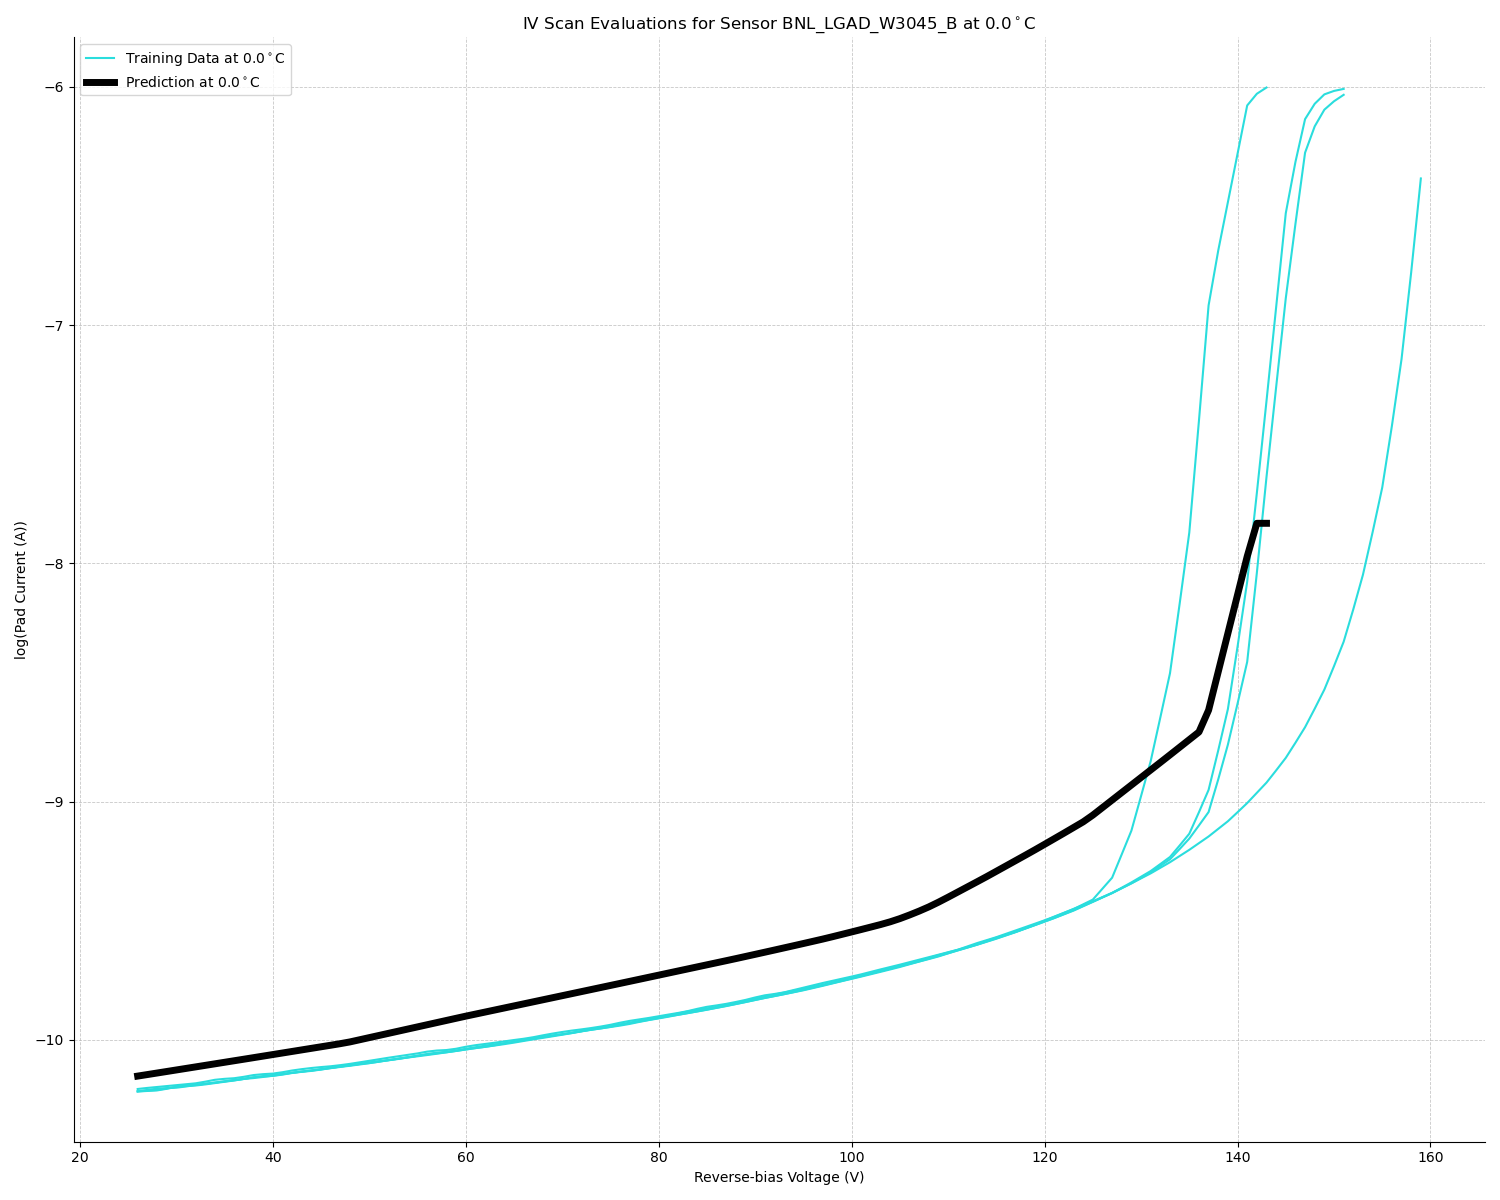 IV Scan Evaluations for Sensor BNL_LGAD_W3045_B at 0.0°C
Training Data at 0.0°C
Prediction at 0.0°C
log(Pad Current (A))
−6
−7
−8
−9
−10
20 40 60 80 100 120 140 160
Reverse-bias Voltage (V)